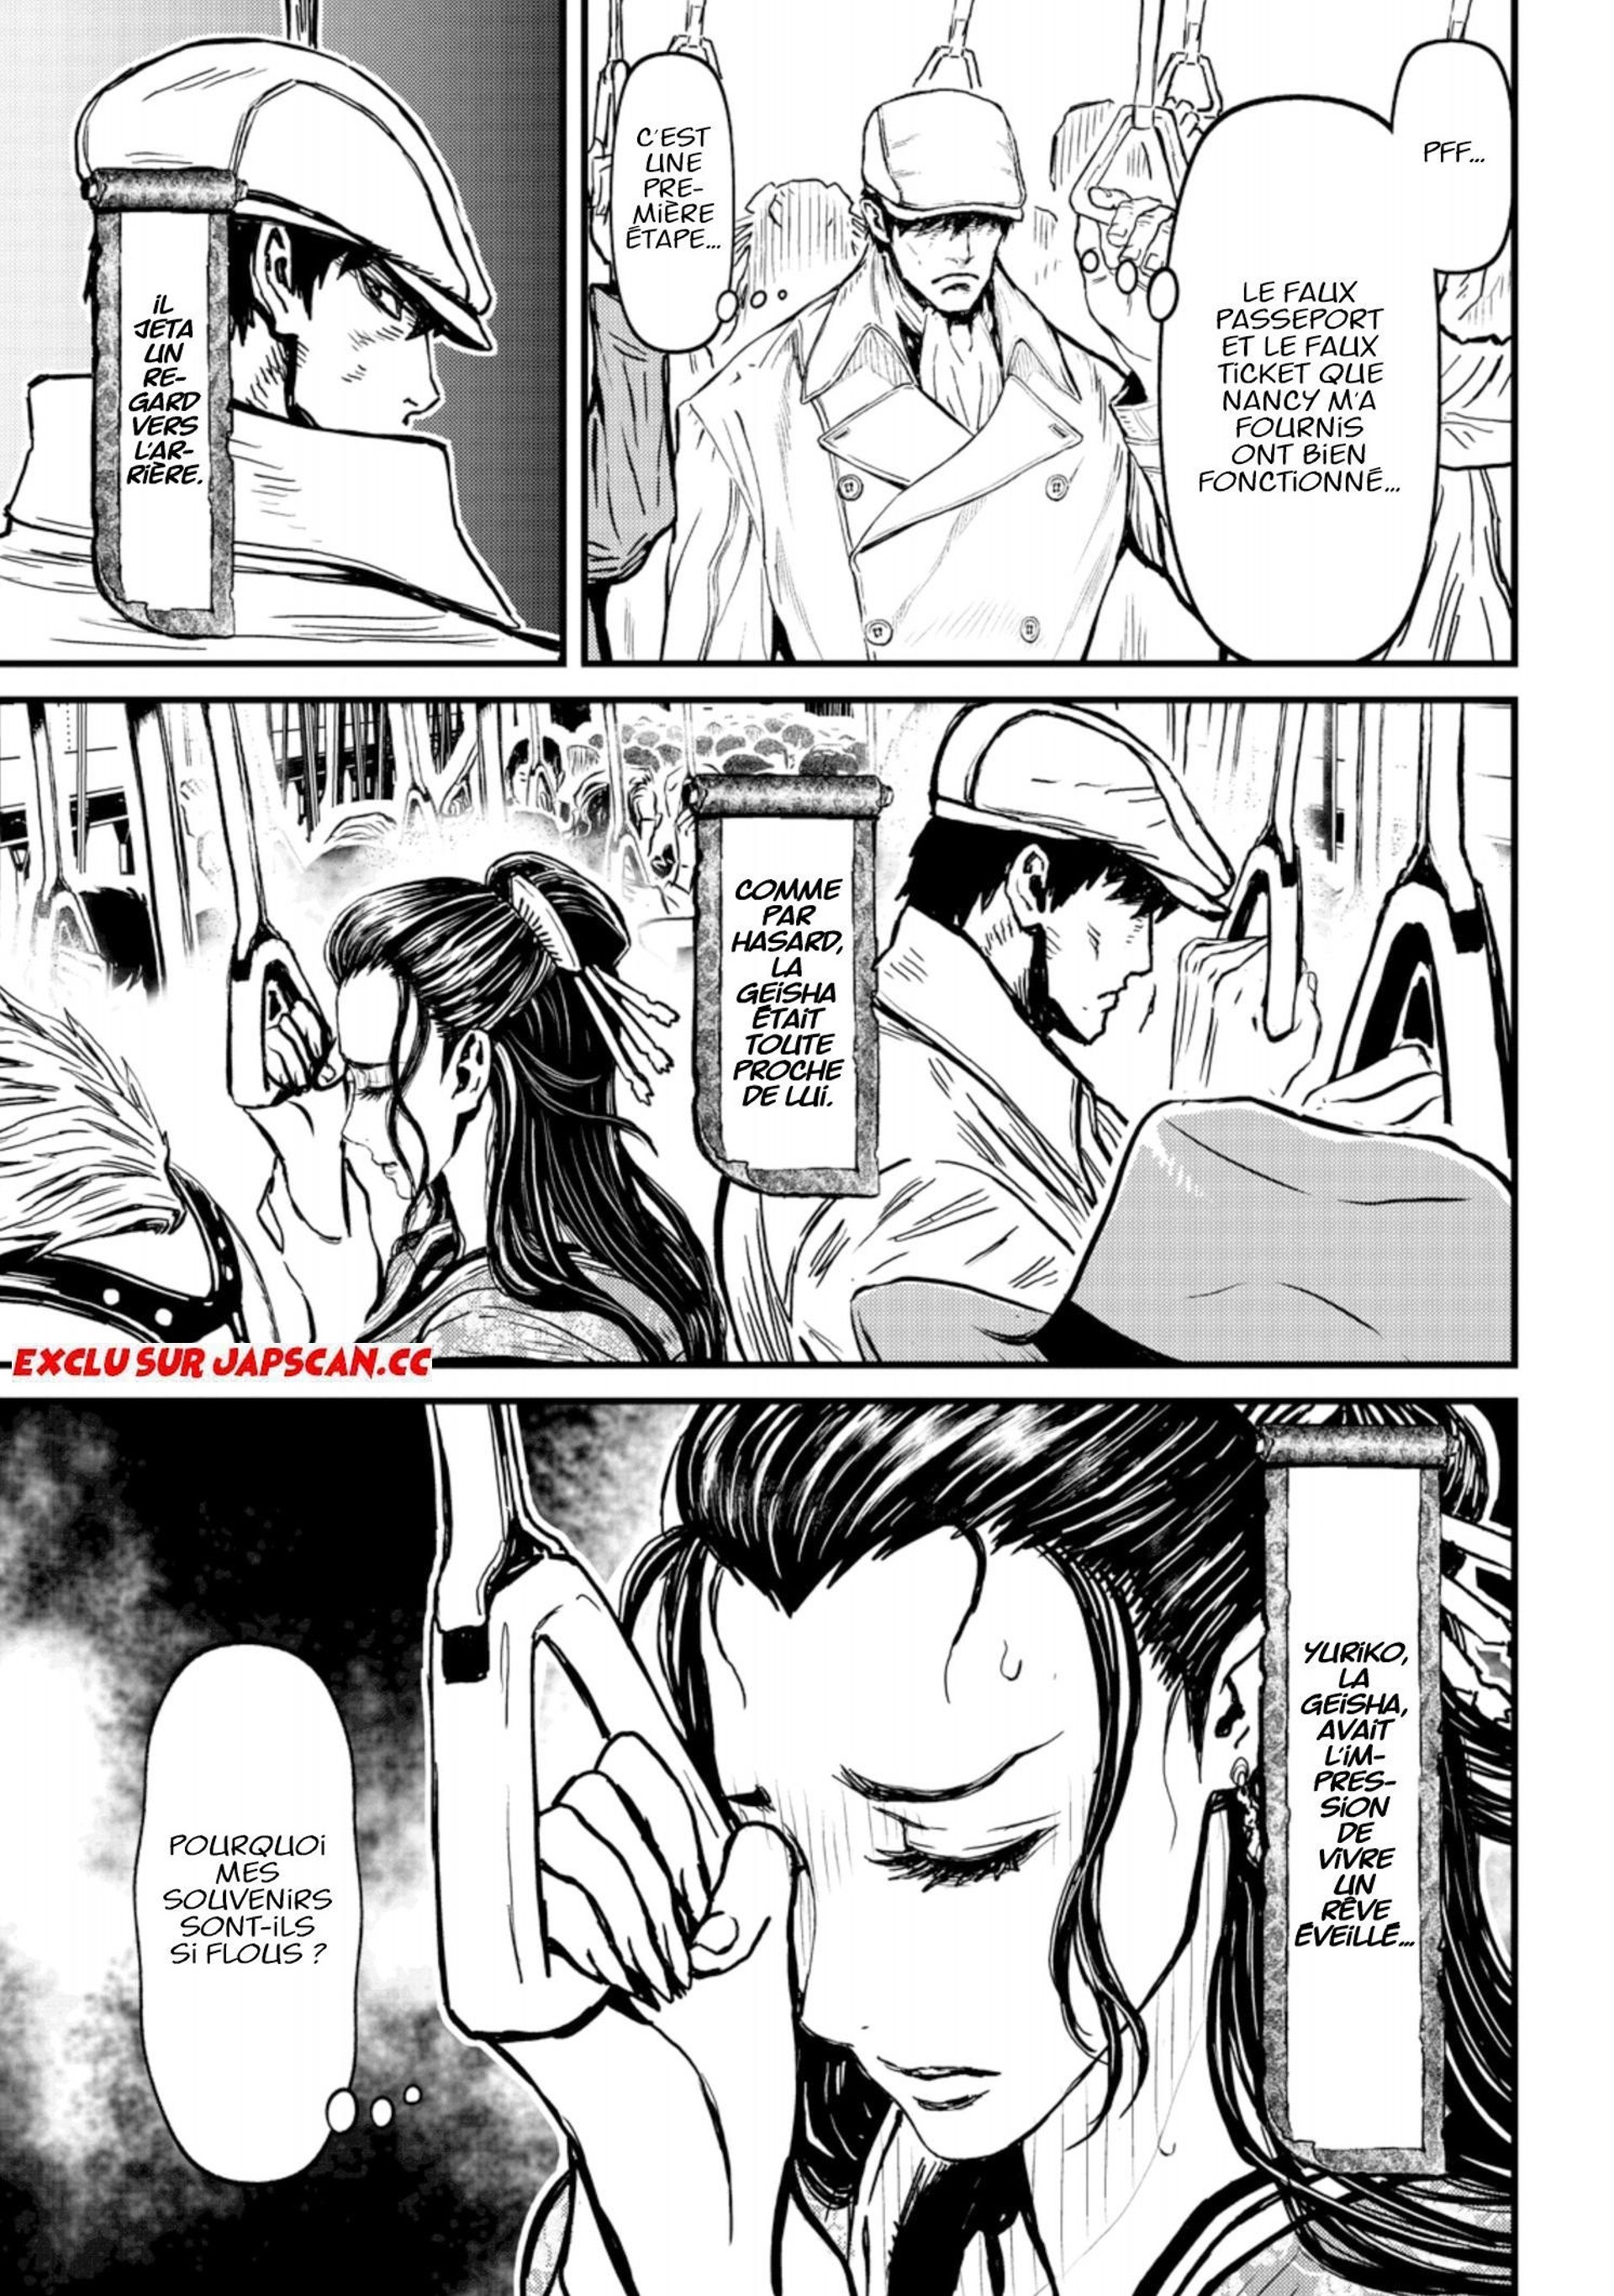 PFF...
LE FAUX
PASSEPORT
ET LE FAUX
TICKET QUE
NANCY M'A
FOURNIS
ONT BIEN
FONCTIONNÉ...
C'EST
UNE
PRE-
MIÈRE
ÉTAPE...
IL
JETA
UN
RE-
GARD
VERS
L'AR-
RIÈRE.
COMME
PAR
HASARD,
LA
GEISHA
ÉTAIT
TOUTE
PROCHE
DE LUI.
EXCLU SUR JAPSCAN.CC
YURIKO,
LA
GEISHA,
AVAIT
L'IM-
PRES-
SION
DE
VIVRE
UN
RÊVE
ÉVEILLÉ...
POURQUOI
MES
SOUVENIRS
SONT-ILS
SI FLOUS ?